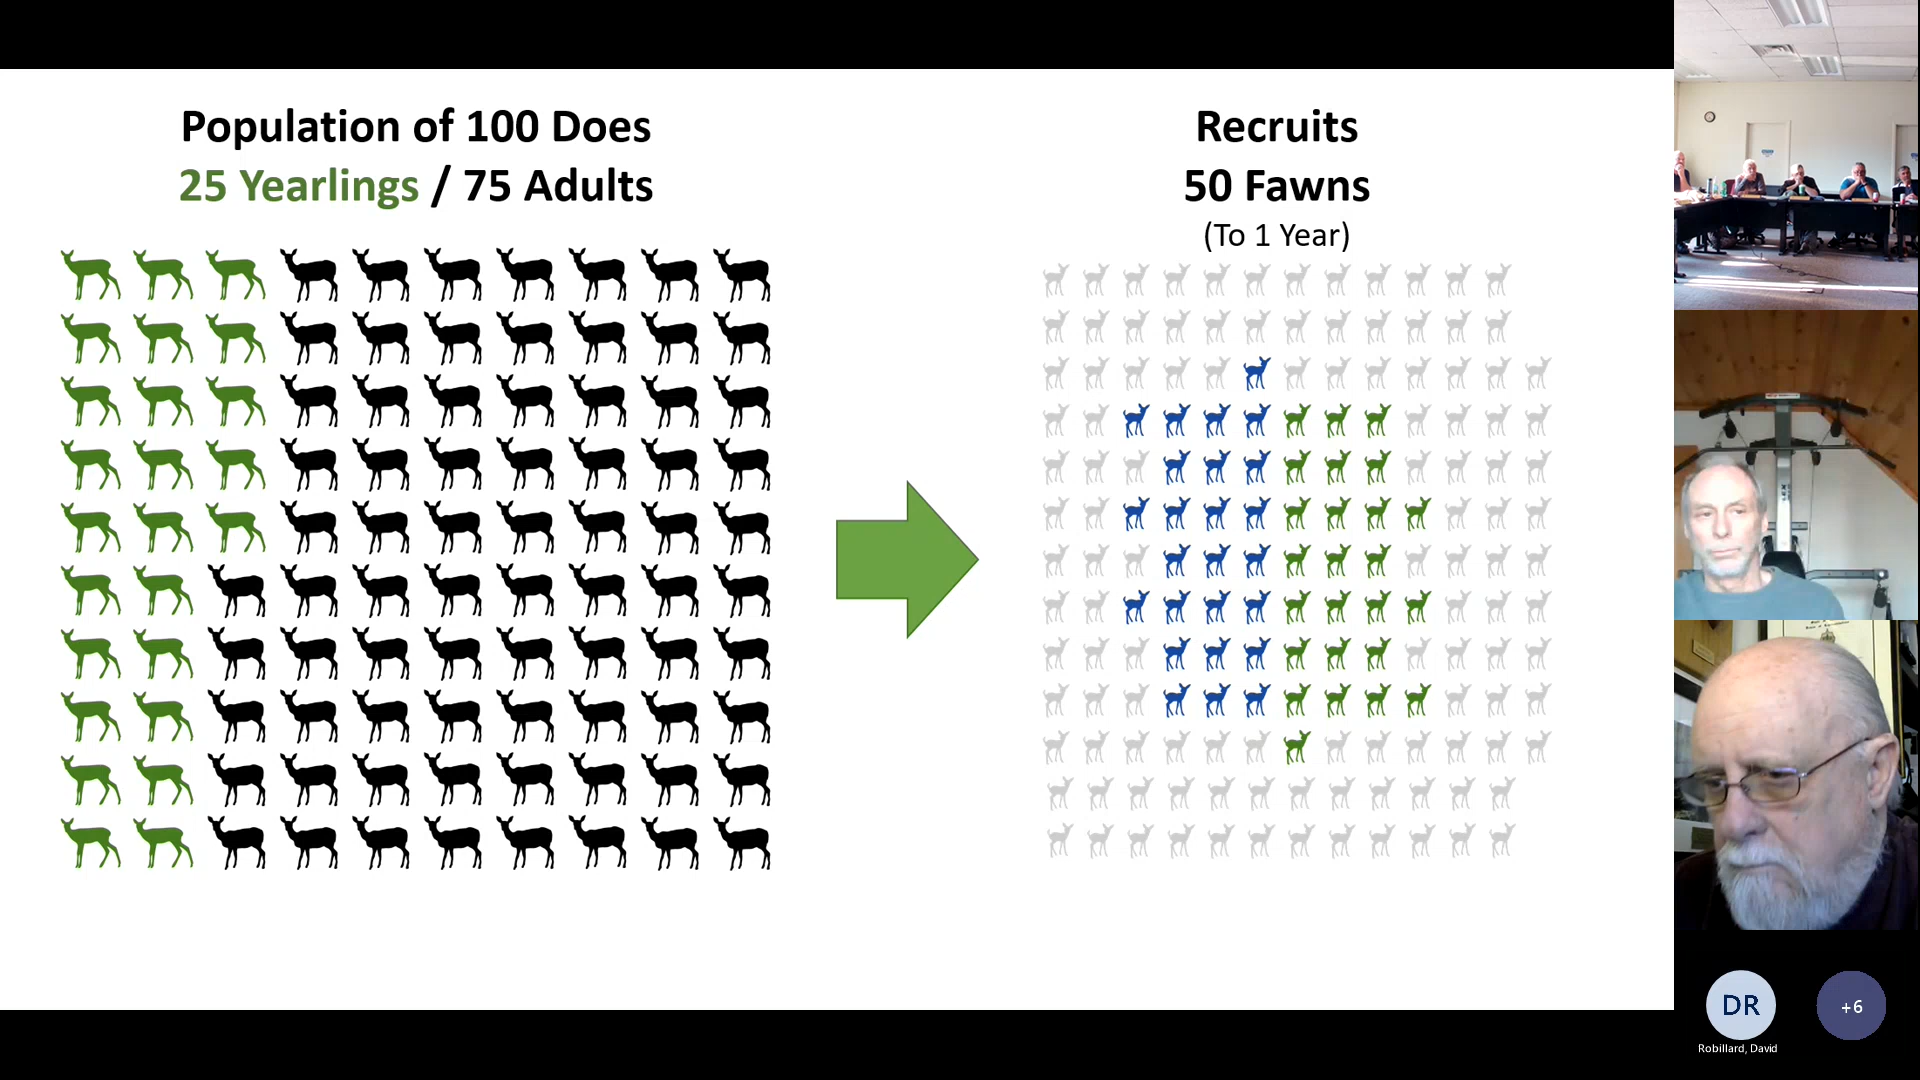 Population of 100 Does
25 Yearlings / 75 Adults
Recruits
50 Fawns
(To 1 Year)
DR
+6
Robillard, David